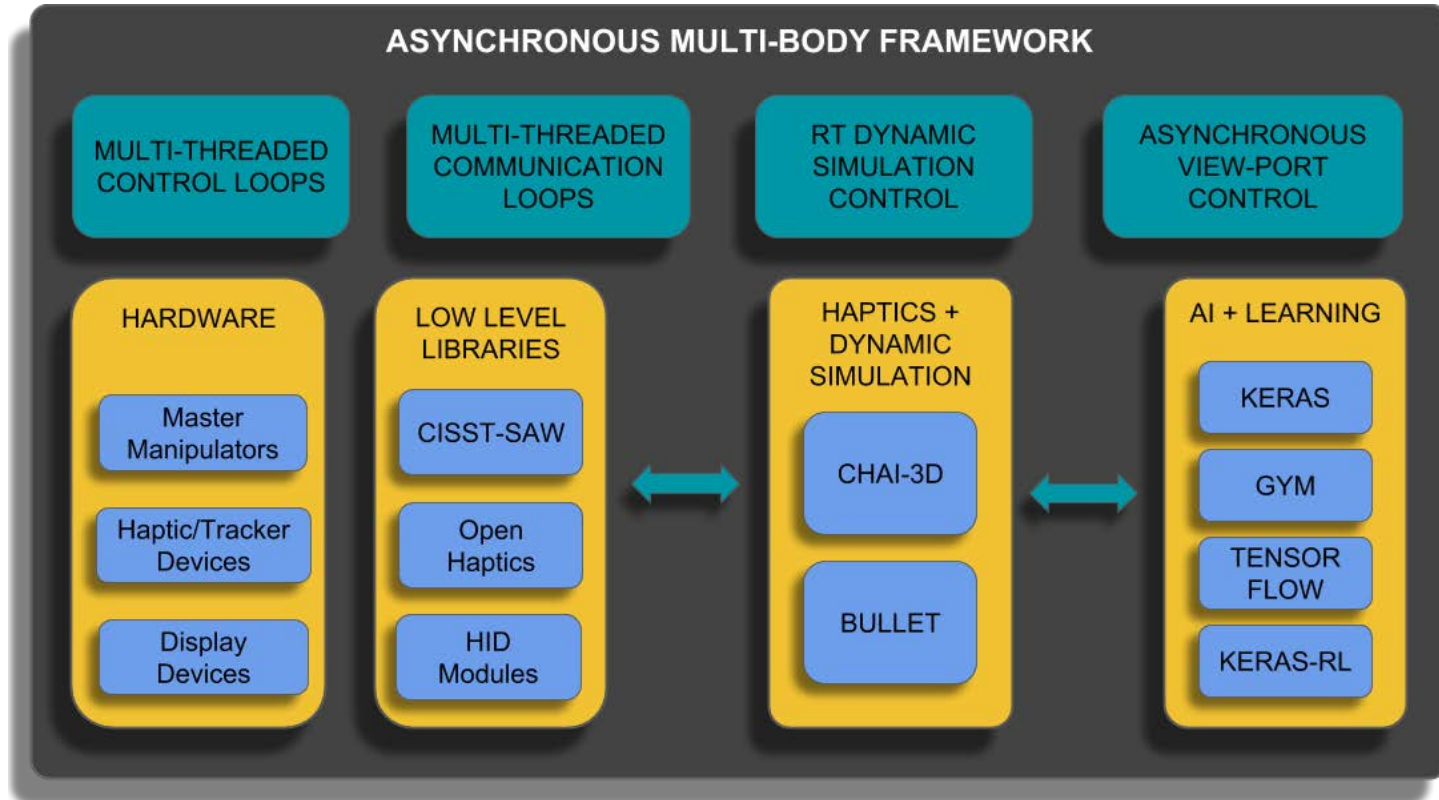 ASYNCHRONOUS MULTI-BODY FRAMEWORK
MULTI-THREADED
CONTROL LOOPS
MULTI-THREADED
COMMUNICATION
LOOPS
RT DYNAMIC
SIMULATION
CONTROL
ASYNCHRONOUS
VIEW-PORT
CONTROL
HARDWARE
Master
Manipulators
Haptic/Tracker
Devices
Display
Devices
LOW LEVEL
LIBRARIES
CISST-SAW
Open
Haptics
HID
Modules
HAPTICS +
DYNAMIC
SIMULATION
CHAI-3D
BULLET
AI + LEARNING
KERAS
GYM
TENSOR
FLOW
KERAS-RL